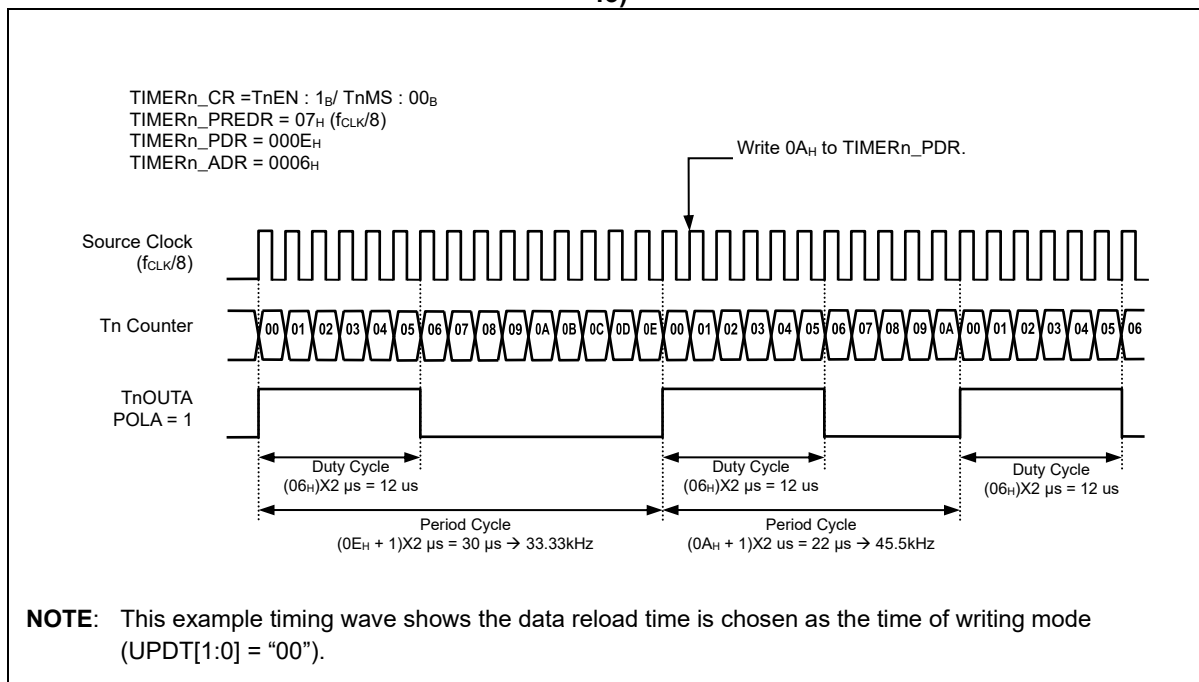 TIMERn_CR =TnEN : 1B/ TnMS : 00B
TIMERn_PREDR = 07H (fCLK/8)
TIMERn_PDR = 000EH
TIMERn_ADR = 0006H
Write 0AH to TIMERn_PDR.
Source Clock
(fCLK/8)
Tn Counter
00 01 02 03 04 05 06 07 08 09 0A 0B 0C 0D 0E 00 01 02 03 04 05 06 07 08 09 0A 00 01 02 03 04 05 06
TnOUTA
POLA = 1
Duty Cycle
(06H)X2 µs = 12 us
Duty Cycle
(06H)X2 µs = 12 us
Duty Cycle
(06H)X2 µs = 12 us
Period Cycle
(0EH + 1)X2 µs = 30 µs → 33.33kHz
Period Cycle
(0AH + 1)X2 us = 22 µs → 45.5kHz
NOTE: This example timing wave shows the data reload time is chosen as the time of writing mode
(UPDT[1:0] = “00”).